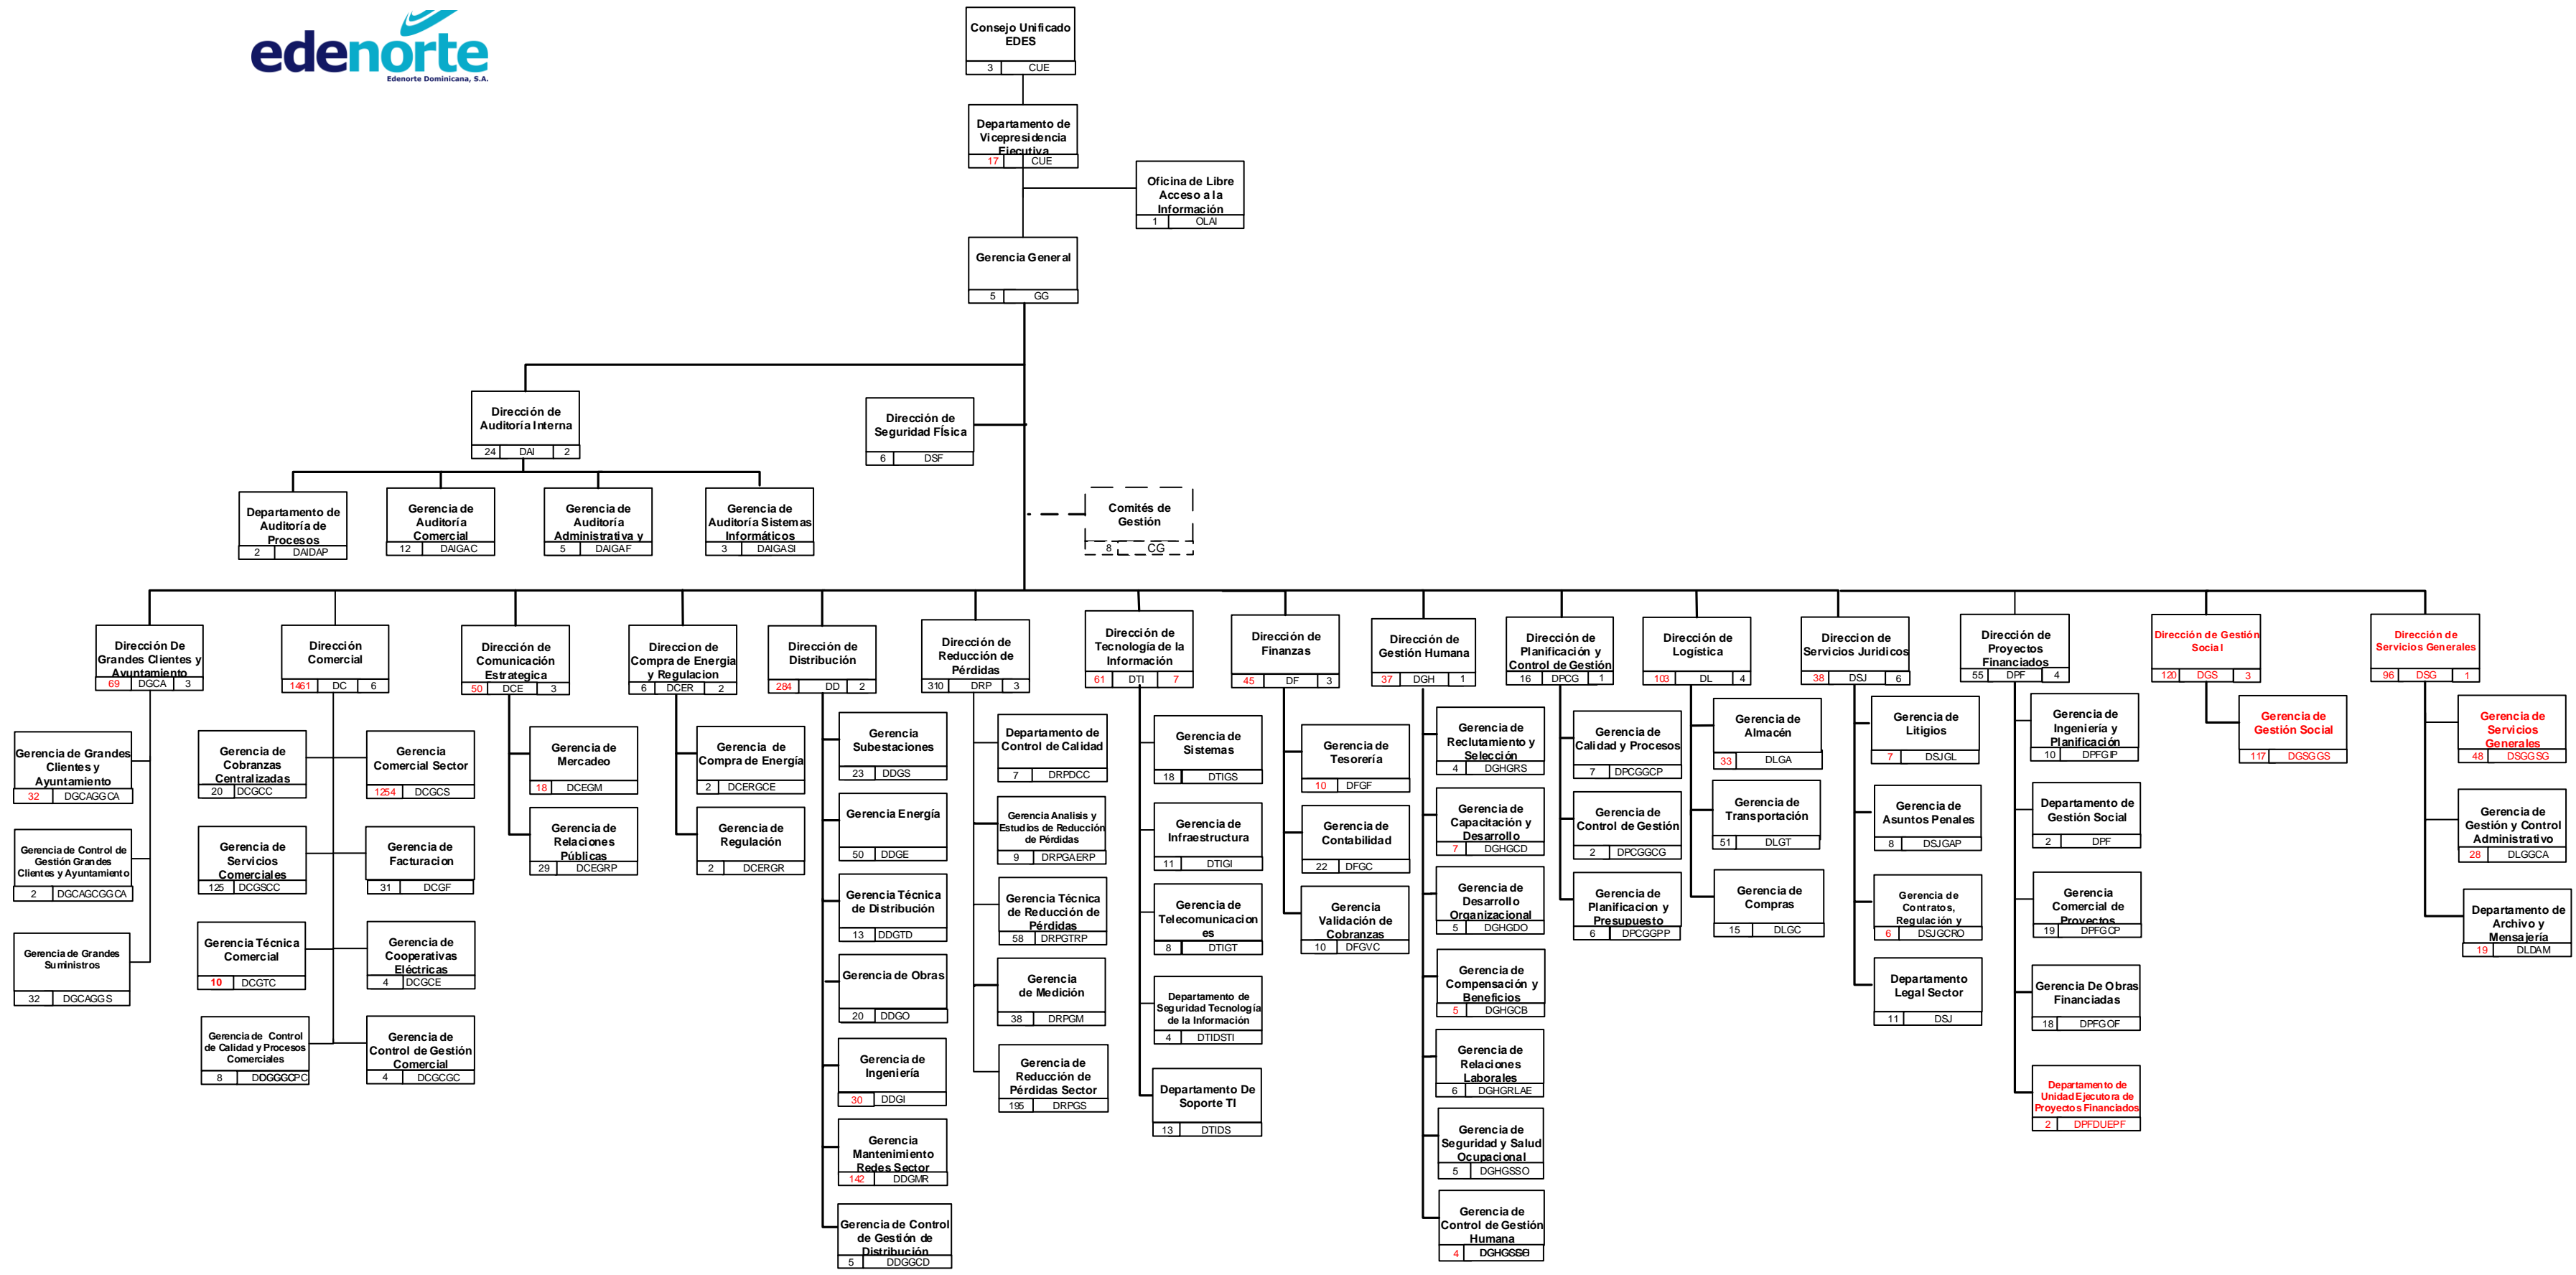 edenorte
Edenorte Dominicana, S.A.
Consejo Unificado
EDES
3 CUE
Departamento de
Vicepresidencia
Ejecutiva
17 CUE
Oficina de Libre
Acceso a la
Información
1 OLAI
Gerencia General
5 GG
Dirección de
Auditoría Interna
24 DAI 2
Dirección de
Seguridad FÍsica
6 DSF
Departamento de
Auditoría de
Procesos
2 DAIDAP
Gerencia de
Auditoría
Comercial
12 DAIGAC
Gerencia de
Auditoría
Administrativa y
5 DAIGAF
Gerencia de
Auditoría Sistemas
Informáticos
3 DAIGASI
Comités de
Gestión
8 CG
Dirección De
Grandes Clientes y
Ayuntamiento
69 DGCA 3
Gerencia de Grandes
Clientes y
Ayuntamiento
32 DGCAGGCA
Gerencia de Control de
Gestión Grandes
Clientes y Ayuntamiento
2 DGCAGCGGCA
Gerencia de Grandes
Suministros
32 DGCAGGS
Dirección
Comercial
1461 DC 6
Gerencia de
Cobranzas
Centralizadas
20 DCGCC
Gerencia
Comercial Sector
1254 DCGCS
Gerencia de
Servicios
Comerciales
125 DCGSCC
Gerencia de
Facturacion
31 DCGF
Gerencia Técnica
Comercial
10 DCGTC
Gerencia de
Cooperativas
Eléctricas
4 DCGCE
Gerencia de Control
de Calidad y Procesos
Comerciales
8
Gerencia de
Control de Gestión
Comercial
4 DCGCGC
Dirección de
Comunicación
Estrategica
50 DCE 3
Gerencia de
Mercadeo
18 DCEGM
Gerencia de
Relaciones
Públicas
29 DCEGRP
Direccion de
Compra de Energia
y Regulacion
6 DCER 2
Gerencia de
Compra de Energía
2 DCERGCE
Gerencia de
Regulación
2 DCERGR
Dirección de
Distribución
284 DD 2
Gerencia
Subestaciones
23 DDGS
Gerencia Energía
50 DDGE
Gerencia Técnica
de Distribución
13 DDGTD
Gerencia de Obras
20 DDGO
Gerencia de
Ingeniería
30 DDGI
Gerencia
Mantenimiento
Redes Sector
142 DDGMR
Gerencia de Control
de Gestión de
Distribución
5 DDGGCD
Dirección de
Reducción de
Pérdidas
310 DRP 3
Departamento de
Control de Calidad
7 DRPDCC
Gerencia Analisis y
Estudios de Reducción
de Pérdidas
9 DRPGAERP
Gerencia Técnica
de Reducción de
Pérdidas
58 DRPGTRP
Gerencia
de Medición
38 DRPGM
Gerencia de
Reducción de
Pérdidas Sector
195 DRPGS
Dirección de
Tecnología de la
Información
61 DTI 7
Gerencia de
Sistemas
18 DTIGS
Gerencia de
Infraestructura
11 DTIGI
Gerencia de
Telecomunicacion
es
8 DTIGT
Departamento de
Seguridad Tecnología
de la Información
4 DTIDSTI
Departamento De
Soporte TI
13 DTIDS
Dirección de
Finanzas
45 DF 3
Gerencia de
Tesorería
10 DFGF
Gerencia de
Contabilidad
22 DFGC
Gerencia
Validación de
Cobranzas
10 DFGVC
Dirección de
Gestión Humana
37 DGH 1
Gerencia de
Reclutamiento y
Selección
4 DGHGRS
Gerencia de
Capacitación y
Desarrollo
7 DGHGCD
Gerencia de
Desarrollo
Organizacional
5 DGHGDO
Gerencia de
Compensación y
Beneficios
5 DGHGCB
Gerencia de
Relaciones
Laborales
6 DGHGRLAE
Gerencia de
Seguridad y Salud
Ocupacional
5 DGHGSSO
Gerencia de
Control de Gestión
Humana
4
Dirección de
Planificación y
Control de Gestión
16 DPCG 1
Gerencia de
Calidad y Procesos
7 DPCGGCP
Gerencia de
Control de Gestión
2 DPCGGCG
Gerencia de
Planificacion y
Presupuesto
6 DPCGGPP
Dirección de
Logística
103 DL 4
Gerencia de
Almacén
33 DLGA
Gerencia de
Transportación
51 DLGT
Gerencia de
Compras
15 DLGC
Direccion de
Servicios Juridicos
38 DSJ 6
Gerencia de
Litigios
7 DSJGL
Gerencia de
Asuntos Penales
8 DSJGAP
Gerencia de
Contratos,
Regulación y
6 DSJGCRO
Departamento
Legal Sector
11 DSJ
Dirección de
Proyectos
Financiados
55 DPF 4
Gerencia de
Ingeniería y
Planificación
10 DPFGIP
Departamento de
Gestión Social
2 DPF
Gerencia
Comercial de
Proyectos
19 DPFGCP
Gerencia De Obras
Financiadas
18 DPFGOF
Departamento de
Unidad Ejecutora de
Proyectos Financiados
2 DPFDUEPF
Dirección de Gestión
Social
120 DGS 3
Gerencia de
Gestión Social
117 DGSGGS
Dirección de
Servicios Generales
96 DSG 1
Gerencia de
Servicios
Generales
48 DSGGSG
Gerencia de
Gestión y Control
Administrativo
28 DLGGCA
Departamento de
Archivo y
Mensajería
19 DLDAM